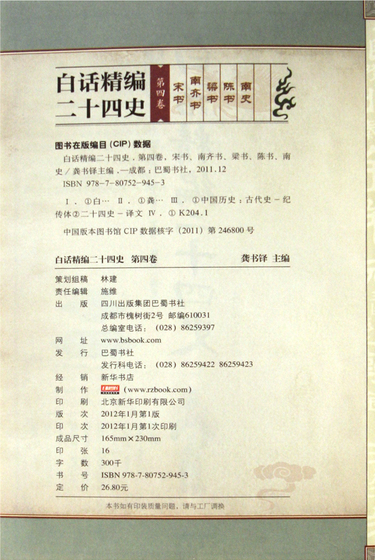 白话精编
二十四史
第四卷
宋书
南齐书
梁书
陈书
南史
图书在版编目(CIP)数据
白话精编二十四史.第四卷,宋书、南齐书、梁书、陈书、南
史/龚书铎主编.—成都:巴蜀书社,2011.12
ISBN 978-7-80752-945-3
Ⅰ.①白… Ⅱ.①龚… Ⅲ.①中国历史:古代史-纪
传体②二十四史-译文 Ⅳ.①K204.1
中国版本图书馆CIP数据核字(2011)第246800号
白话精编二十四史 第四卷 龚书铎 主编
策划组稿 林建
责任编辑 施维
出 版 四川出版集团巴蜀书社
成都市槐树街2号 邮编610031
总编室电话:(028)86259397
网 址 www.bsbook.com
发 行 巴蜀书社
发行科电话:(028)86259422 86259423
经 销 新华书店
制 作 (www.rzbook.com)
印 刷 北京新华印刷有限公司
版 次 2012年1月第1版
印 次 2012年1月第1次印刷
成品尺寸 165mm×230mm
印 张 16
字 数 300千
书 号 ISBN 978-7-80752-945-3
定 价 26.80元
本书如有印装质量问题,请与工厂调换